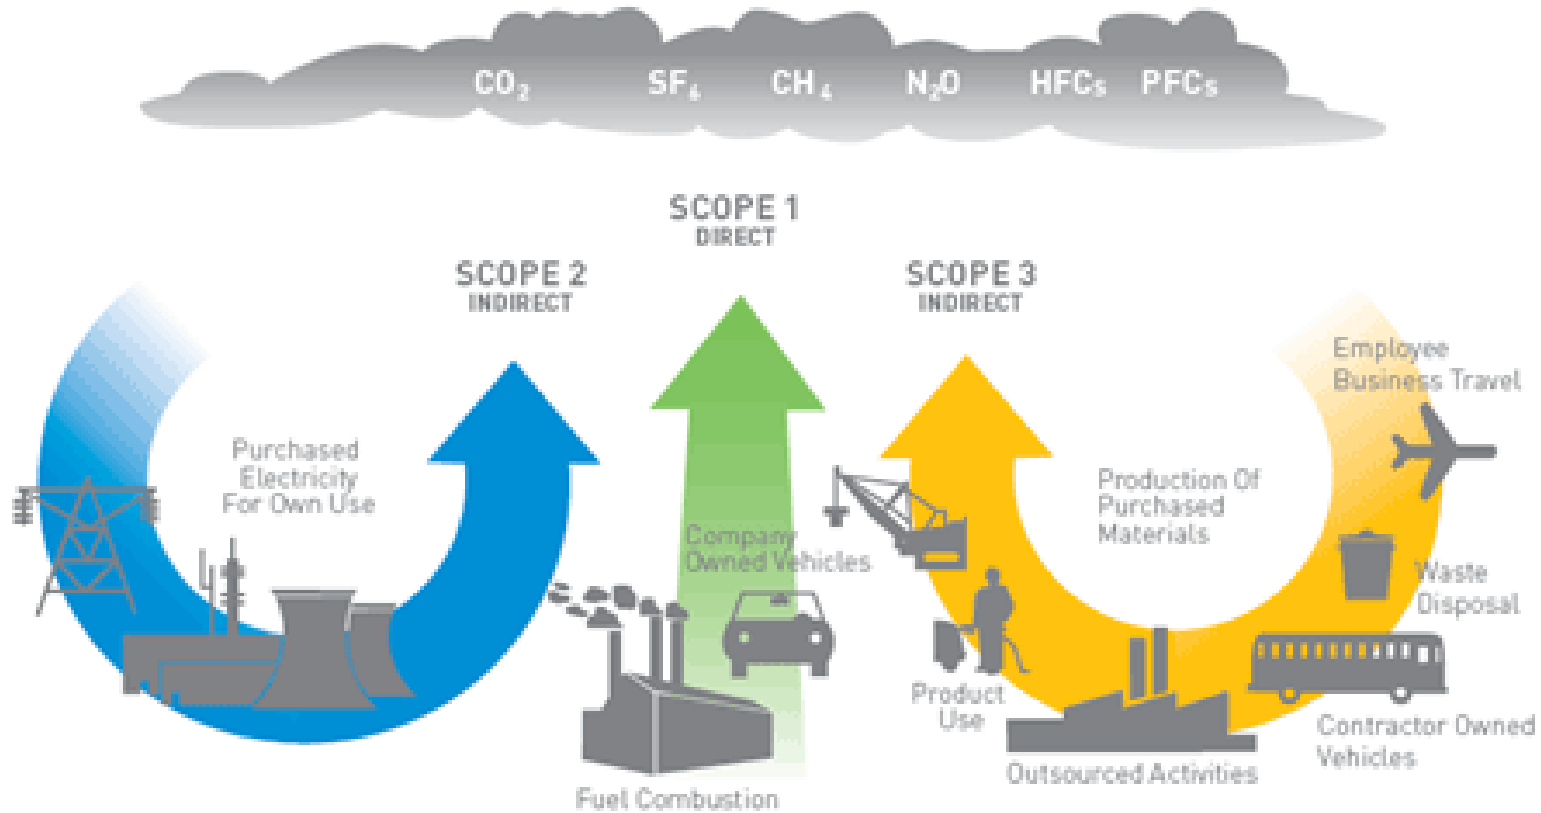 CO₂ SF₆ CH₄ N₂O HFCs PFCs
SCOPE 1
DIRECT
SCOPE 2
INDIRECT
SCOPE 3
INDIRECT
Purchased
Electricity
For Own Use
Company
Owned Vehicles
Fuel Combustion
Production Of
Purchased
Materials
Employee
Business Travel
Waste
Disposal
Product
Use
Contractor Owned
Vehicles
Outsourced Activities